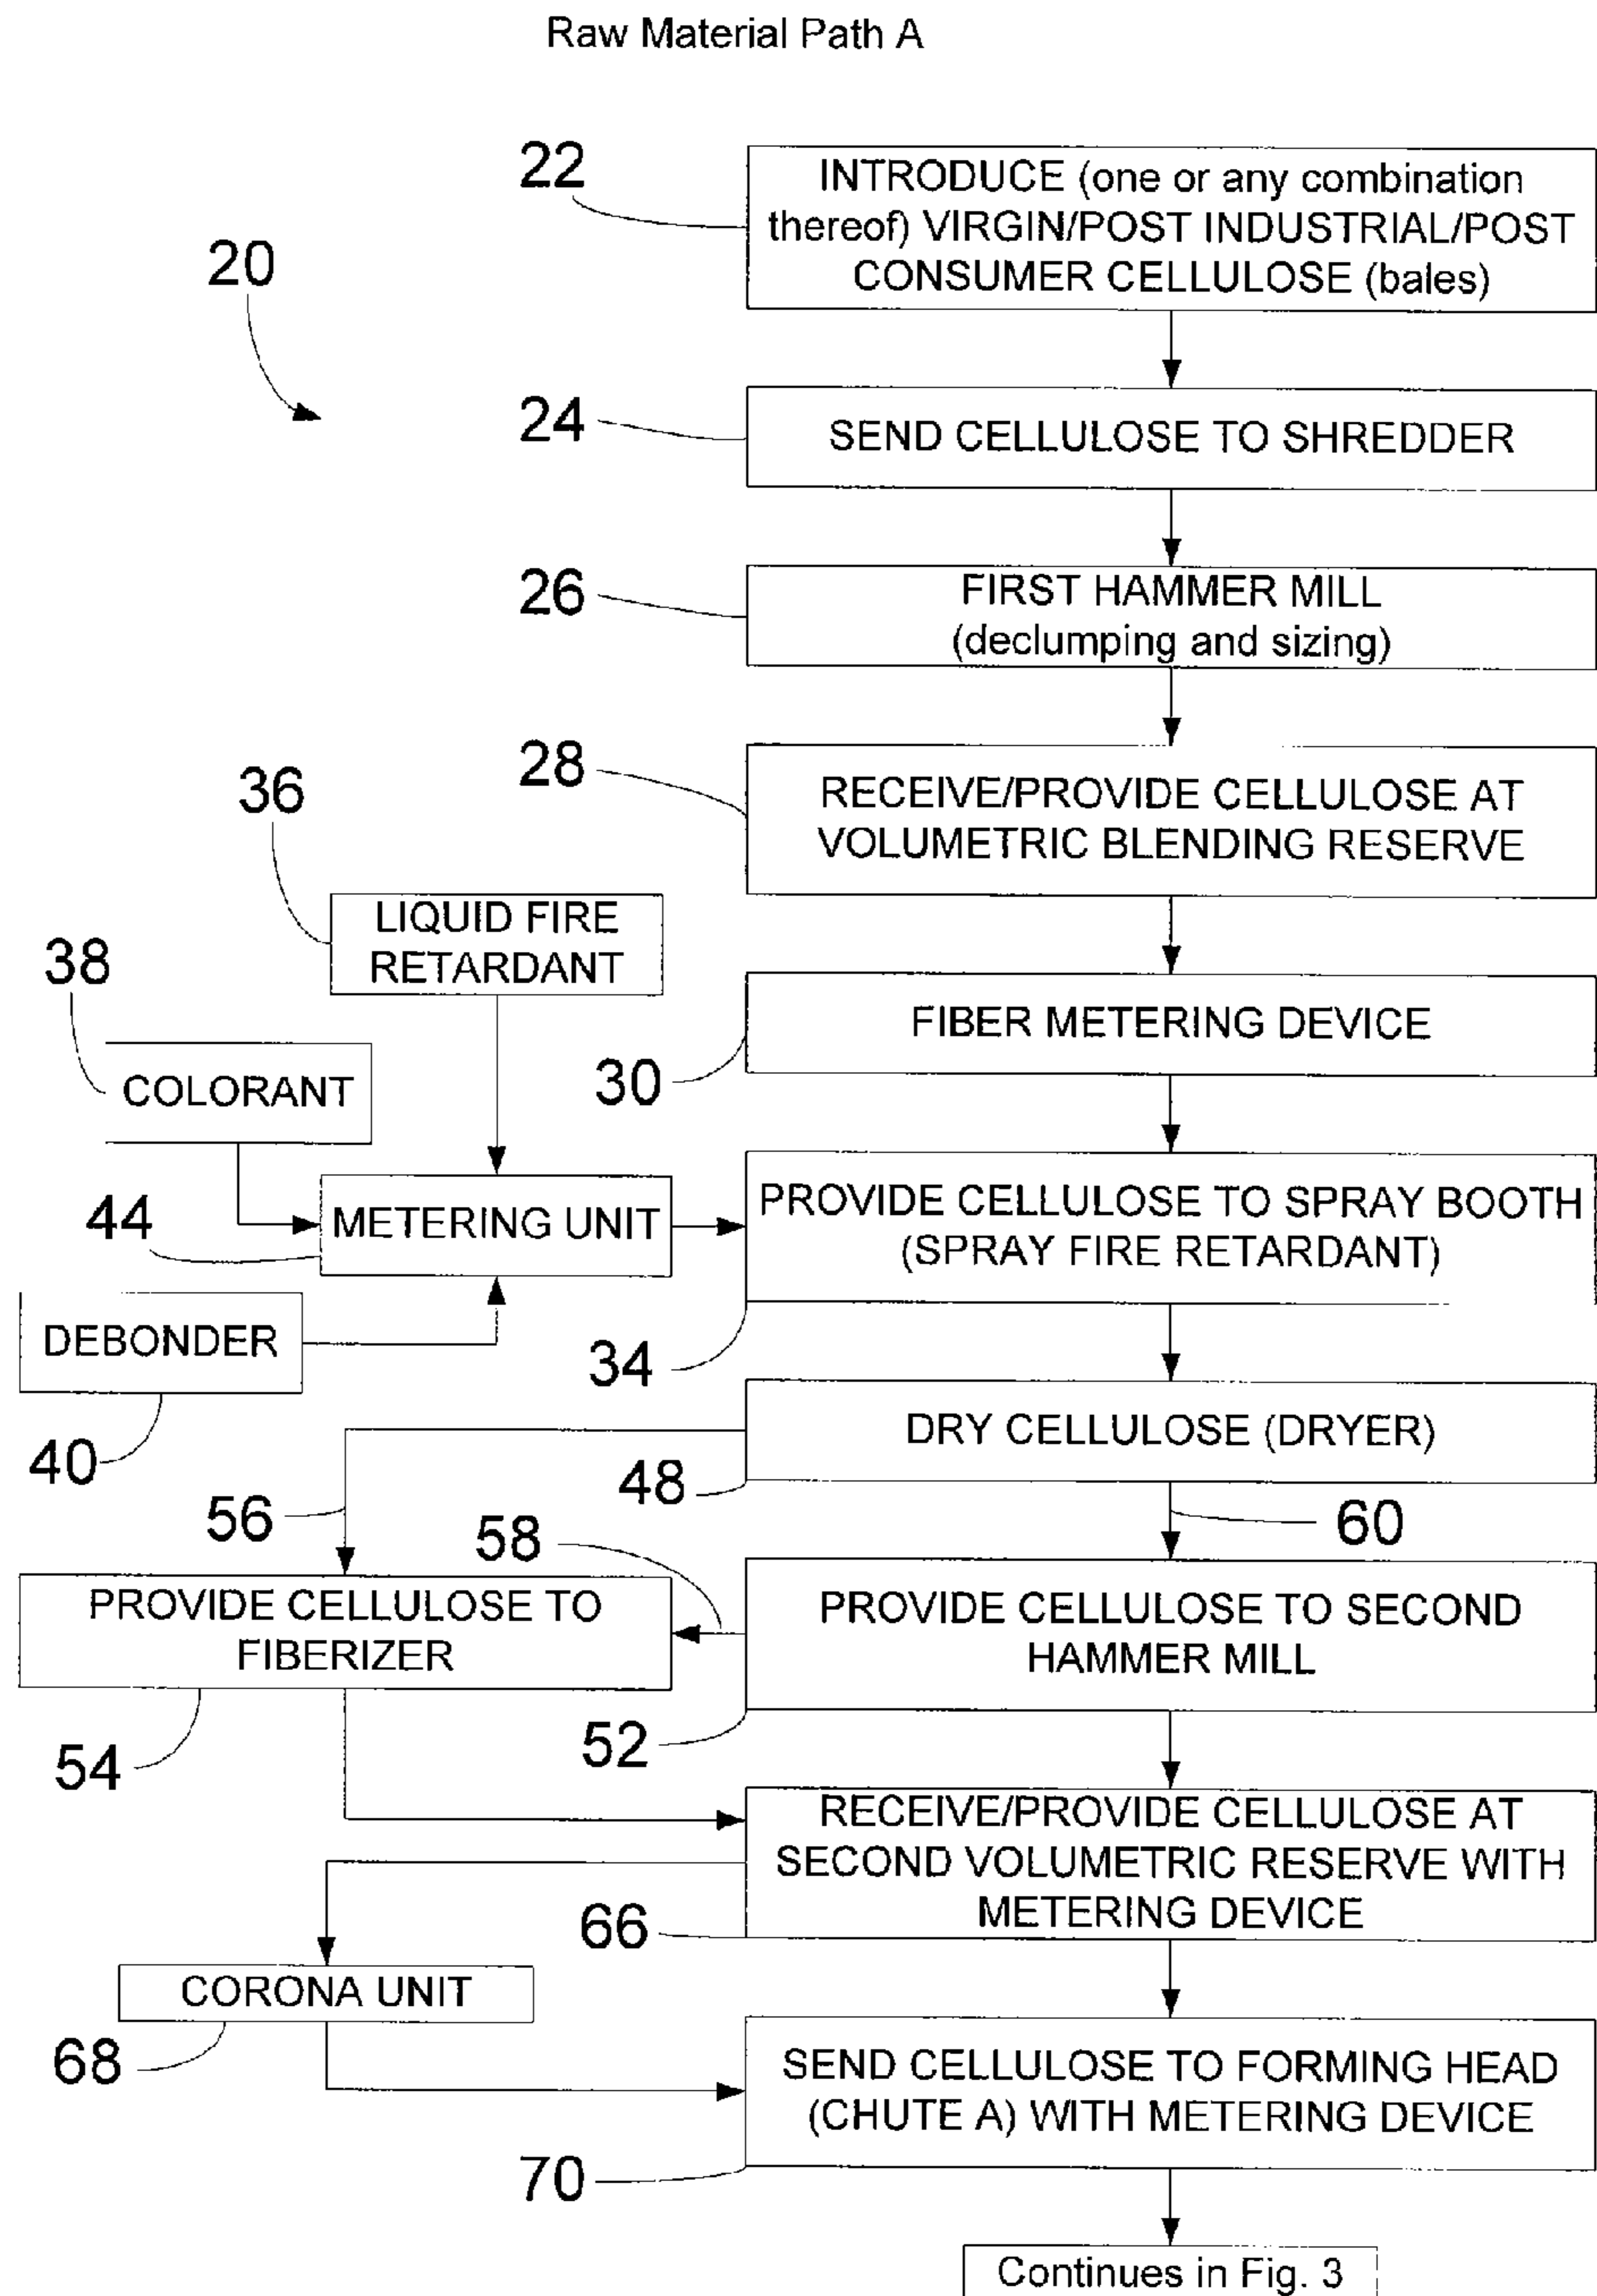 Raw Material Path A
22
INTRODUCE (one or any combination
thereof) VIRGIN/POST INDUSTRIAL/POST
CONSUMER CELLULOSE (bales)
20
24
SEND CELLULOSE TO SHREDDER
26
FIRST HAMMER MILL
(declumping and sizing)
28
RECEIVE/PROVIDE CELLULOSE AT
VOLUMETRIC BLENDING RESERVE
36
LIQUID FIRE
RETARDANT
38
COLORANT
FIBER METERING DEVICE
30
44
METERING UNIT
PROVIDE CELLULOSE TO SPRAY BOOTH
(SPRAY FIRE RETARDANT)
34
DEBONDER
40
DRY CELLULOSE (DRYER)
48
56
58
60
PROVIDE CELLULOSE TO
FIBERIZER
54
PROVIDE CELLULOSE TO SECOND
HAMMER MILL
52
RECEIVE/PROVIDE CELLULOSE AT
SECOND VOLUMETRIC RESERVE WITH
METERING DEVICE
66
CORONA UNIT
68
SEND CELLULOSE TO FORMING HEAD
(CHUTE A) WITH METERING DEVICE
70
Continues in Fig. 3